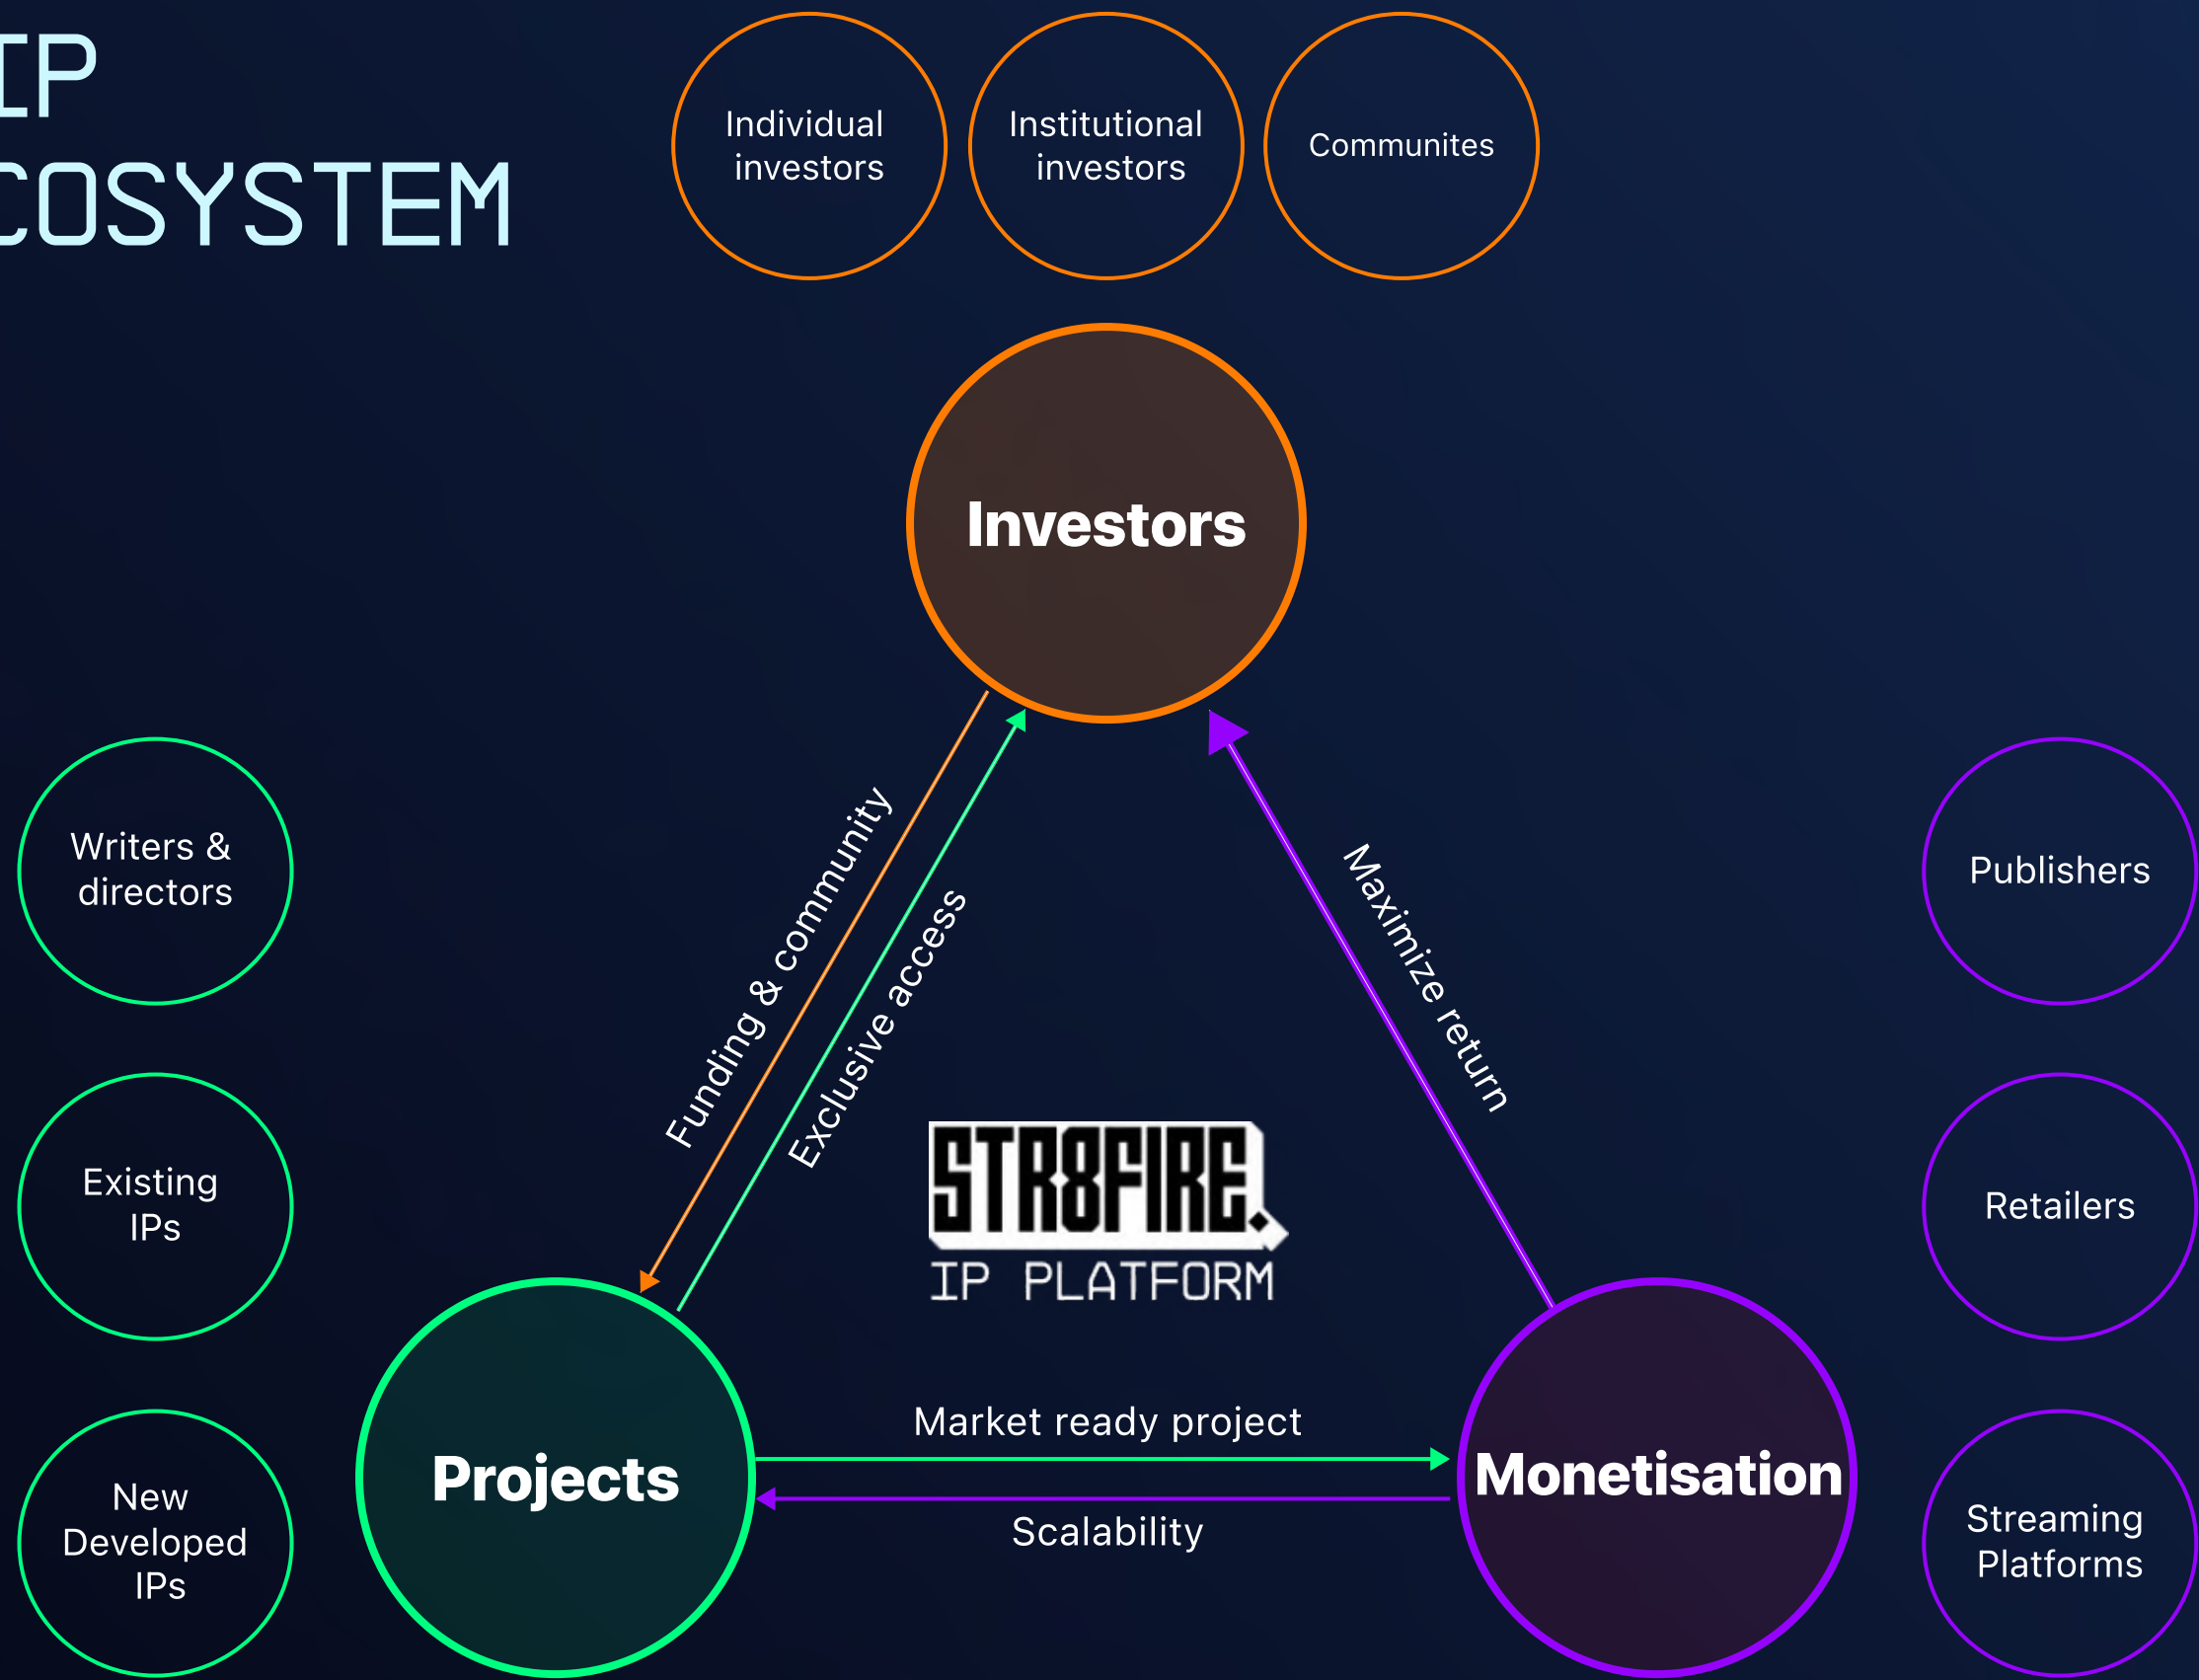 IP
COSYSTEM
Individual
investors
Institutional
investors
Communites
Investors
Writers &
directors
Existing
IPs
New
Developed
IPs
Funding & community
Exclusive access
Maximize return
STR8FIRE.
IP PLATFORM
Projects
Market ready project
Scalability
Monetisation
Publishers
Retailers
Streaming
Platforms